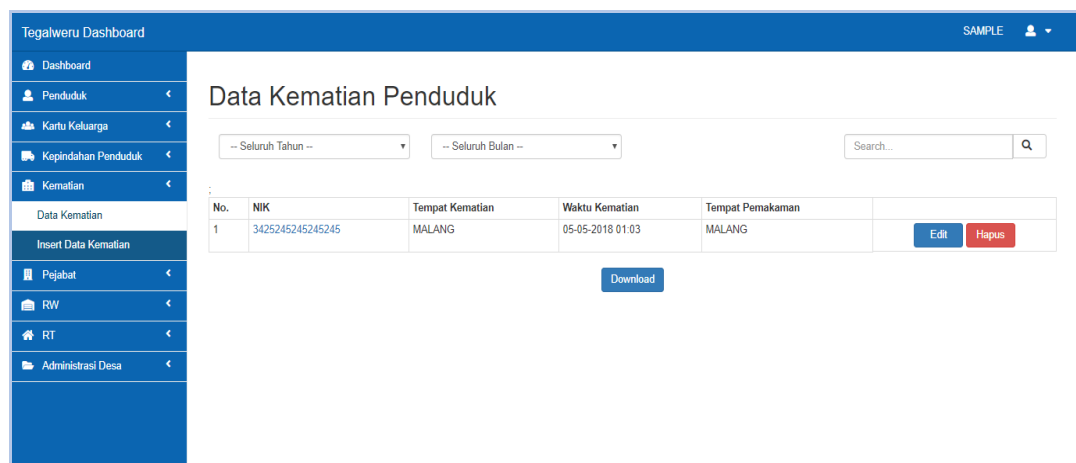 Tegalweru Dashboard
SAMPLE
Dashboard
Penduduk
Kartu Keluarga
Kepindahan Penduduk
Kematian
Data Kematian
Insert Data Kematian
Pejabat
RW
RT
Administrasi Desa
Data Kematian Penduduk
-- Seluruh Tahun -- -- Seluruh Bulan -- Search...
;
No. NIK Tempat Kematian Waktu Kematian Tempat Pemakaman
1 3425245245245245 MALANG 05-05-2018 01:03 MALANG Edit Hapus
Download